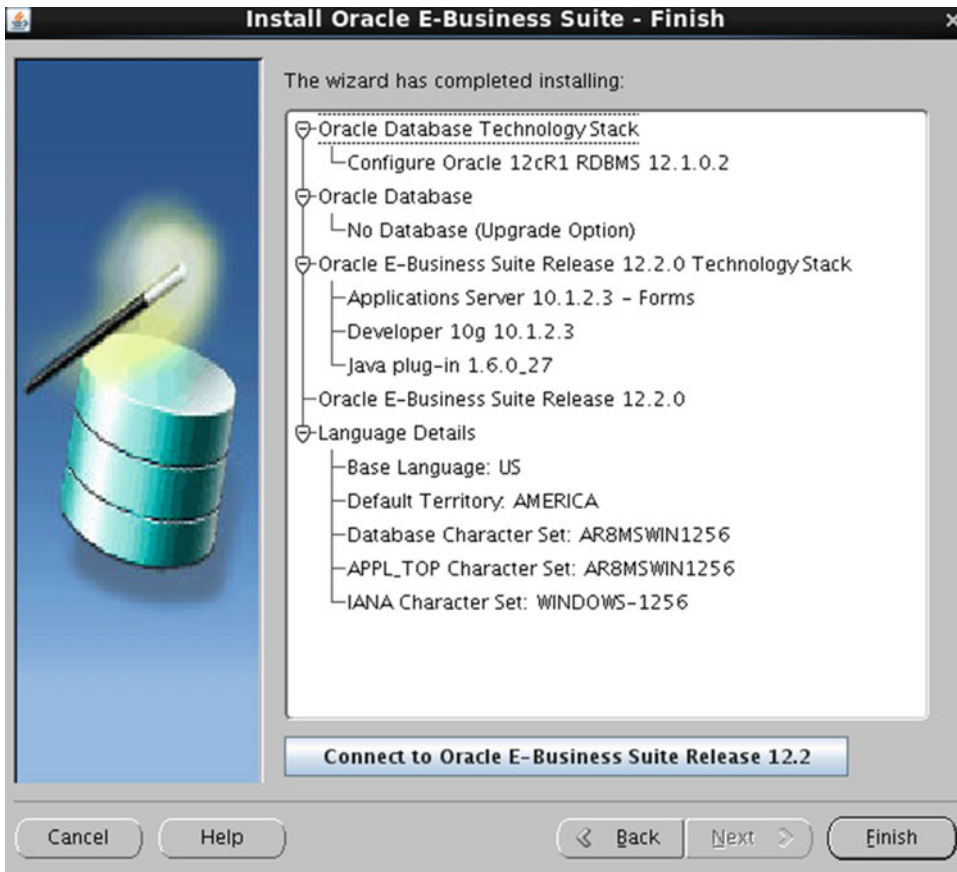 Install Oracle E-Business Suite - Finish
The wizard has completed installing:
Oracle Database Technology Stack
Configure Oracle 12cR1 RDBMS 12.1.0.2
Oracle Database
No Database (Upgrade Option)
Oracle E-Business Suite Release 12.2.0 Technology Stack
Applications Server 10.1.2.3 - Forms
Developer 10g 10.1.2.3
Java plug-in 1.6.0_27
Oracle E-Business Suite Release 12.2.0
Language Details
Base Language: US
Default Territory: AMERICA
Database Character Set: AR8MSWIN1256
APPL_TOP Character Set: AR8MSWIN1256
IANA Character Set: WINDOWS-1256
Connect to Oracle E-Business Suite Release 12.2
Cancel Help Back Next Finish